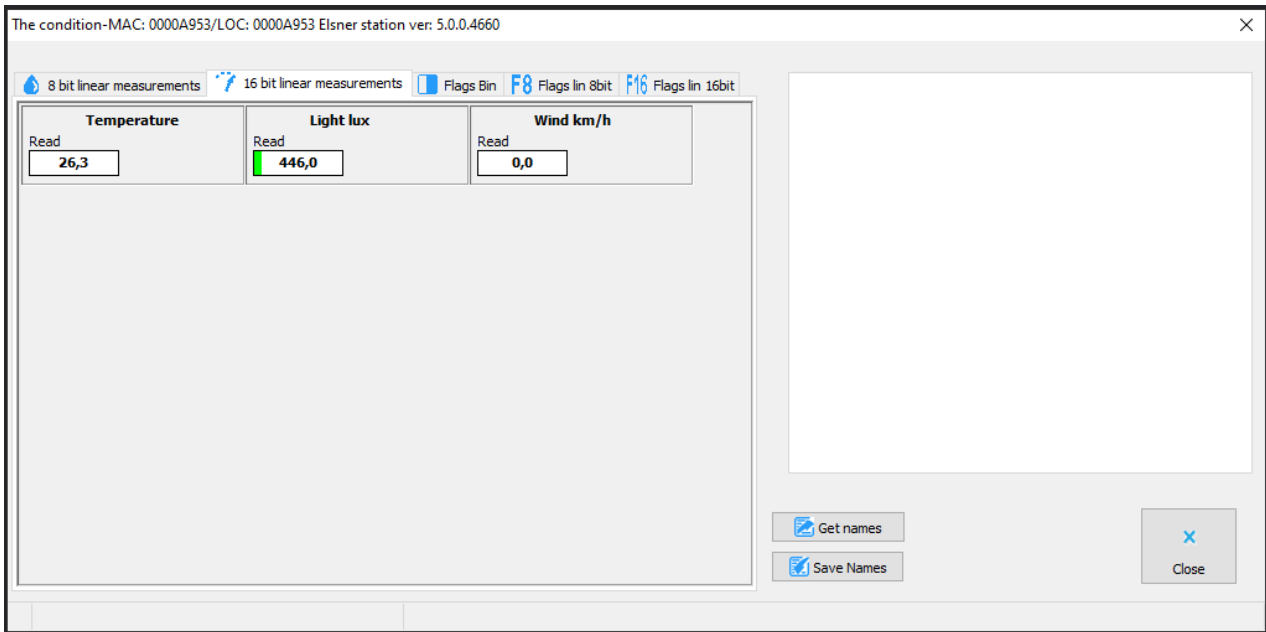 The condition-MAC: 0000A953/LOC: 0000A953 Elsner station ver: 5.0.0.4660
8 bit linear measurements
16 bit linear measurements
Flags Bin
F8 Flags lin 8bit
F16 Flags lin 16bit
Temperature
Read
26,3
Light lux
Read
446,0
Wind km/h
Read
0,0
Get names
Save Names
Close